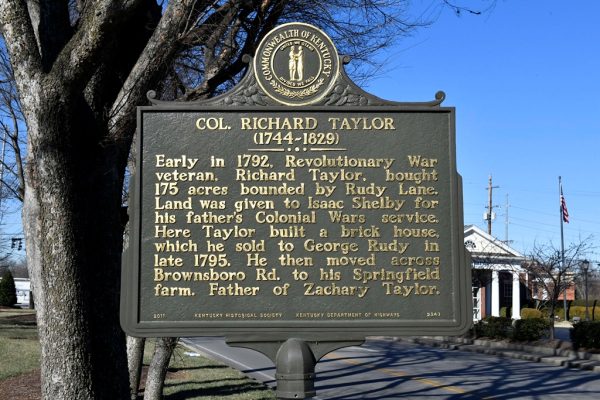 COMMONWEALTH OF KENTUCKY
COL. RICHARD TAYLOR
(1744-1829)
Early in 1792, Revolutionary War
veteran, Richard Taylor, bought
175 acres bounded by Rudy Lane.
Land was given to Isaac Shelby for
his father's Colonial Wars service.
Here Taylor built a brick house,
which he sold to George Rudy in
late 1795. He then moved across
Brownsboro Rd. to his Springfield
farm. Father of Zachary Taylor.
2011 KENTUCKY HISTORICAL SOCIETY KENTUCKY DEPARTMENT OF HIGHWAYS